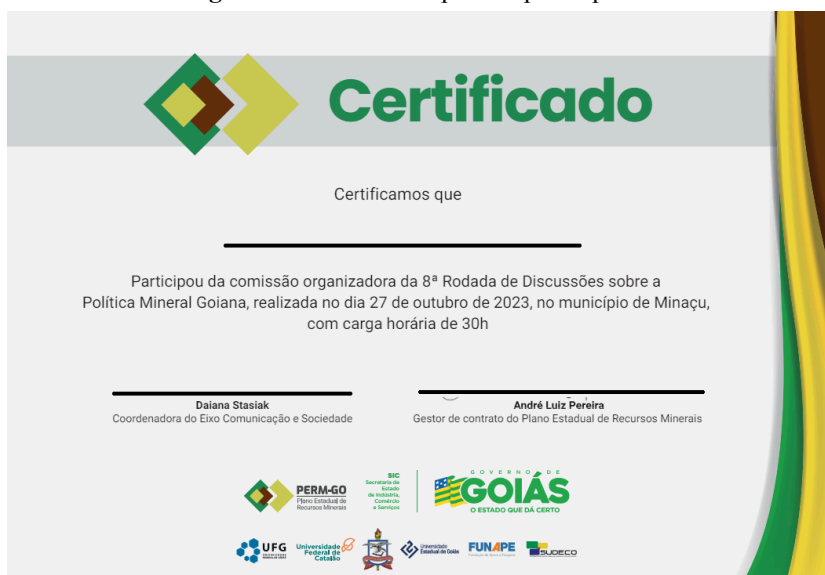 Certificado
Certificamos que
Participou da comissão organizadora da 8ª Rodada de Discussões sobre a
Política Mineral Goiana, realizada no dia 27 de outubro de 2023, no município de Minaçu,
com carga horária de 30h
Daiana Stasiak
Coordenadora do Eixo Comunicação e Sociedade
André Luiz Pereira
Gestor de contrato do Plano Estadual de Recursos Minerais
PERM-GO
Plano Estadual de
Recursos Minerais
SIC
Secretaria de
Estado
de Indústria,
Comércio
e Serviços
GOVERNO DE
GOIÁS
O ESTADO QUE DÁ CERTO
UFG
Universidade
Federal de
Catalão
Universidade
Estadual de Goiás
FUNAPE
SUDECO